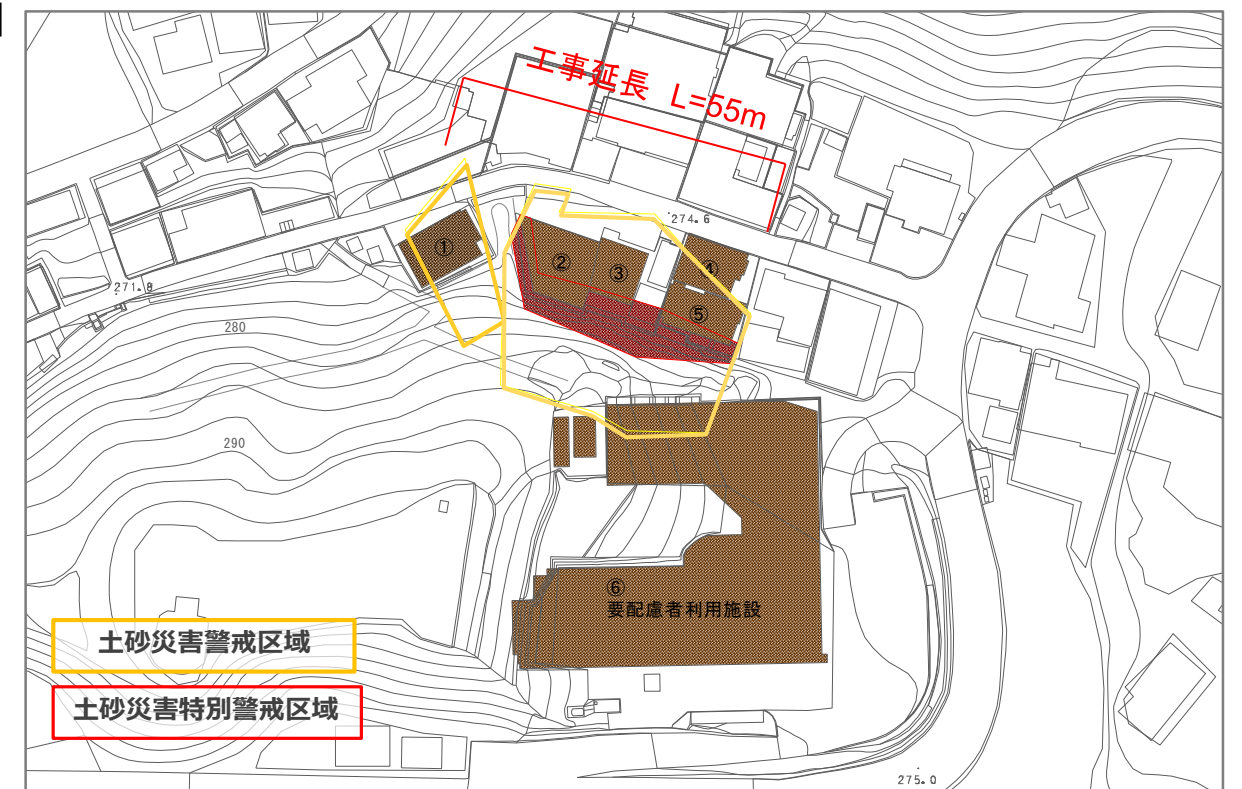 工事延長 L=55m
274.6
①
②
③
④
⑤
271.8
280
290
⑥
要配慮者利用施設
土砂災害警戒区域
土砂災害特別警戒区域
275.0